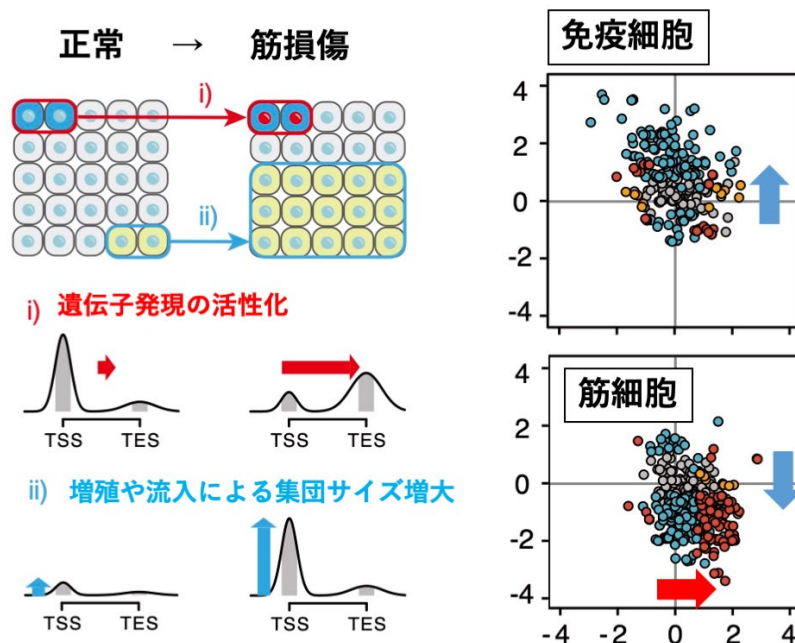 正常 → 筋損傷
i)
ii)
i) 遺伝子発現の活性化
TSS TES TSS TES
ii) 増殖や流入による集団サイズ増大
TSS TES TSS TES
免疫細胞
4
2
0
-2
-4
筋細胞
4
2
0
-2
-4
-4 -2 0 2 4